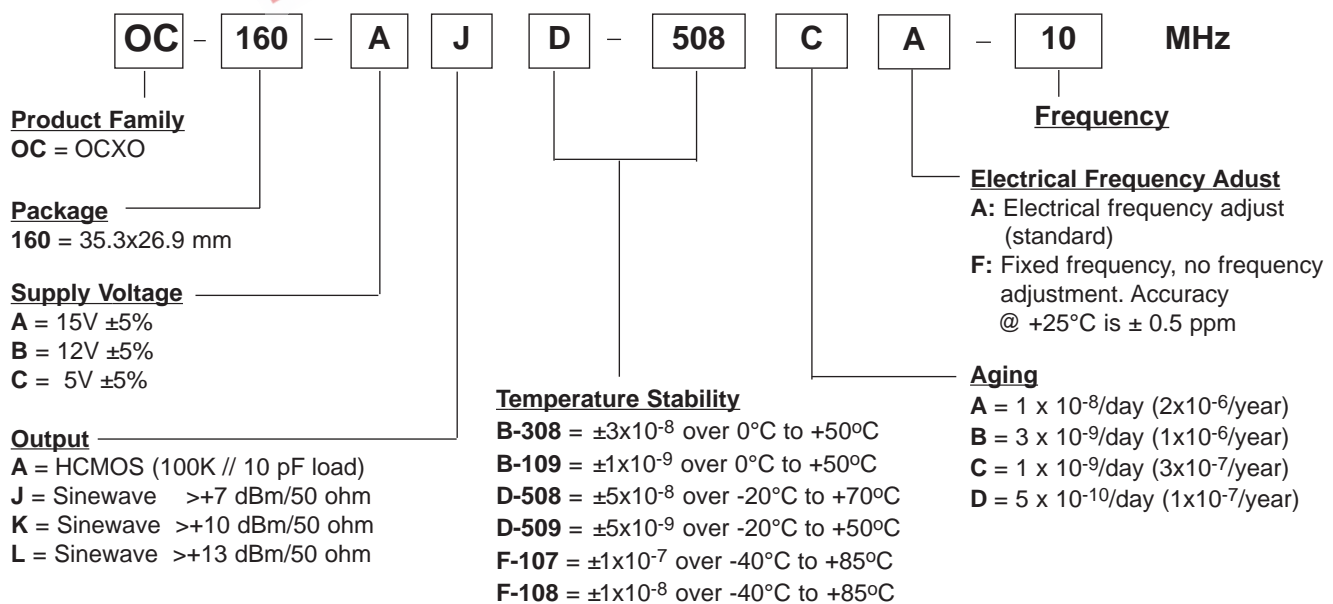 OC – 160 – A J D – 508 C A – 10 MHz
Product Family
OC = OCXO
Package
160 = 35.3x26.9 mm
Supply Voltage
A = 15V ±5%
B = 12V ±5%
C = 5V ±5%
Output
A = HCMOS (100K // 10 pF load)
J = Sinewave >+7 dBm/50 ohm
K = Sinewave >+10 dBm/50 ohm
L = Sinewave >+13 dBm/50 ohm
Temperature Stability
B-308 = ±3x10⁻⁸ over 0°C to +50ºC
B-109 = ±1x10⁻⁹ over 0°C to +50ºC
D-508 = ±5x10⁻⁸ over -20°C to +70ºC
D-509 = ±5x10⁻⁹ over -20°C to +50ºC
F-107 = ±1x10⁻⁷ over -40°C to +85ºC
F-108 = ±1x10⁻⁸ over -40°C to +85ºC
Frequency
Electrical Frequency Adust
A: Electrical frequency adjust
(standard)
F: Fixed frequency, no frequency
adjustment. Accuracy
@ +25°C is ± 0.5 ppm
Aging
A = 1 x 10⁻⁸/day (2x10⁻⁶/year)
B = 3 x 10⁻⁹/day (1x10⁻⁶/year)
C = 1 x 10⁻⁹/day (3x10⁻⁷/year)
D = 5 x 10⁻¹⁰/day (1x10⁻⁷/year)